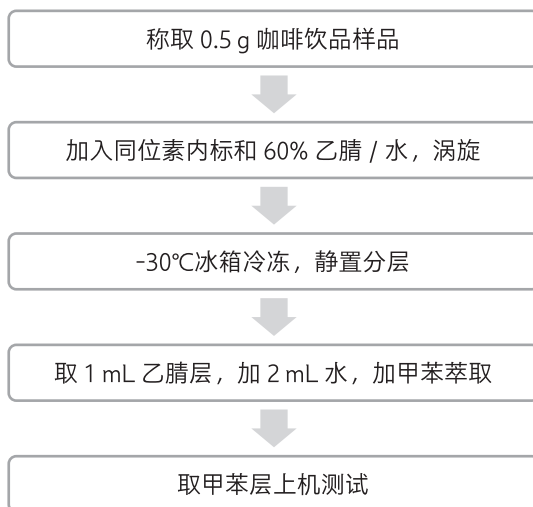 称取 0.5 g 咖啡饮品样品
加入同位素内标和 60% 乙腈 / 水，涡旋
-30℃冰箱冷冻，静置分层
取 1 mL 乙腈层，加 2 mL 水，加甲苯萃取
取甲苯层上机测试